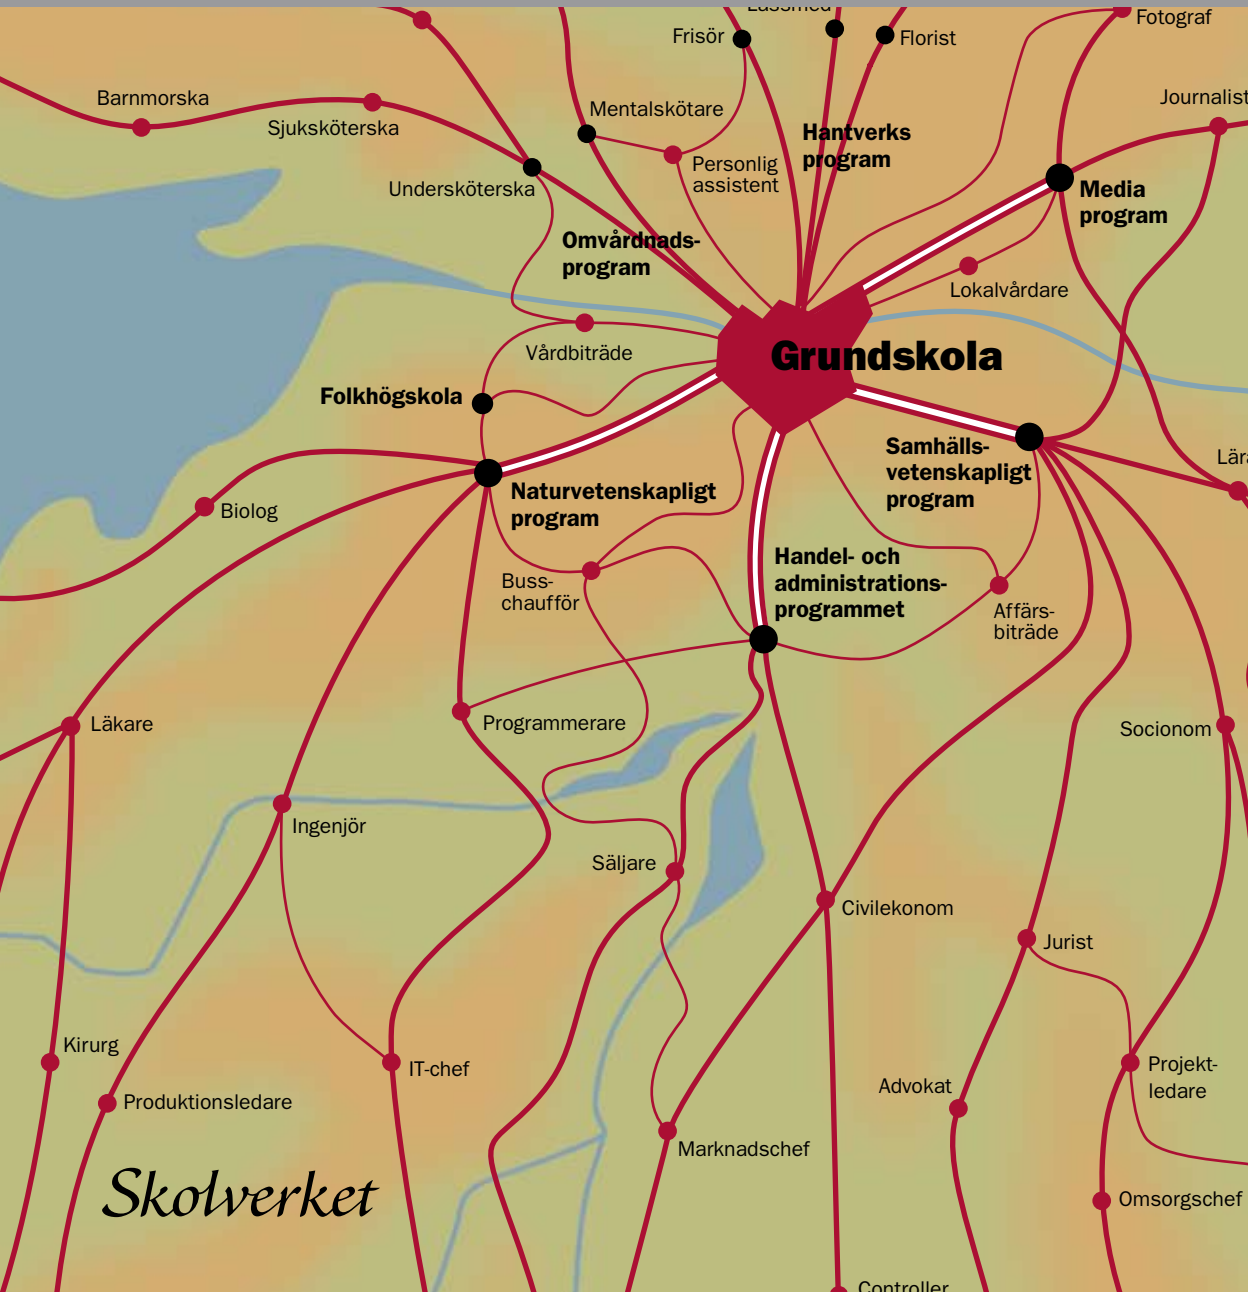 Fotograf
Frisör
Florist
Barnmorska
Journalist
Mentalskötare
Sjuksköterska
Hantverks
program
Personlig
assistent
Undersköterska
Media
program
Omvårdnads-
program
Lokalvårdare
Vårdbiträde
Grundskola
Folkhögskola
Samhälls-
vetenskapligt
program
Naturvetenskapligt
program
Biolog
Handel- och
administrations-
programmet
Buss-
chaufför
Affärs-
biträde
Läkare
Programmerare
Socionom
Ingenjör
Säljare
Civilekonom
Jurist
Kirurg
IT-chef
Projekt-
ledare
Advokat
Produktionsledare
Marknadschef
Skolverket
Omsorgschef
Controller